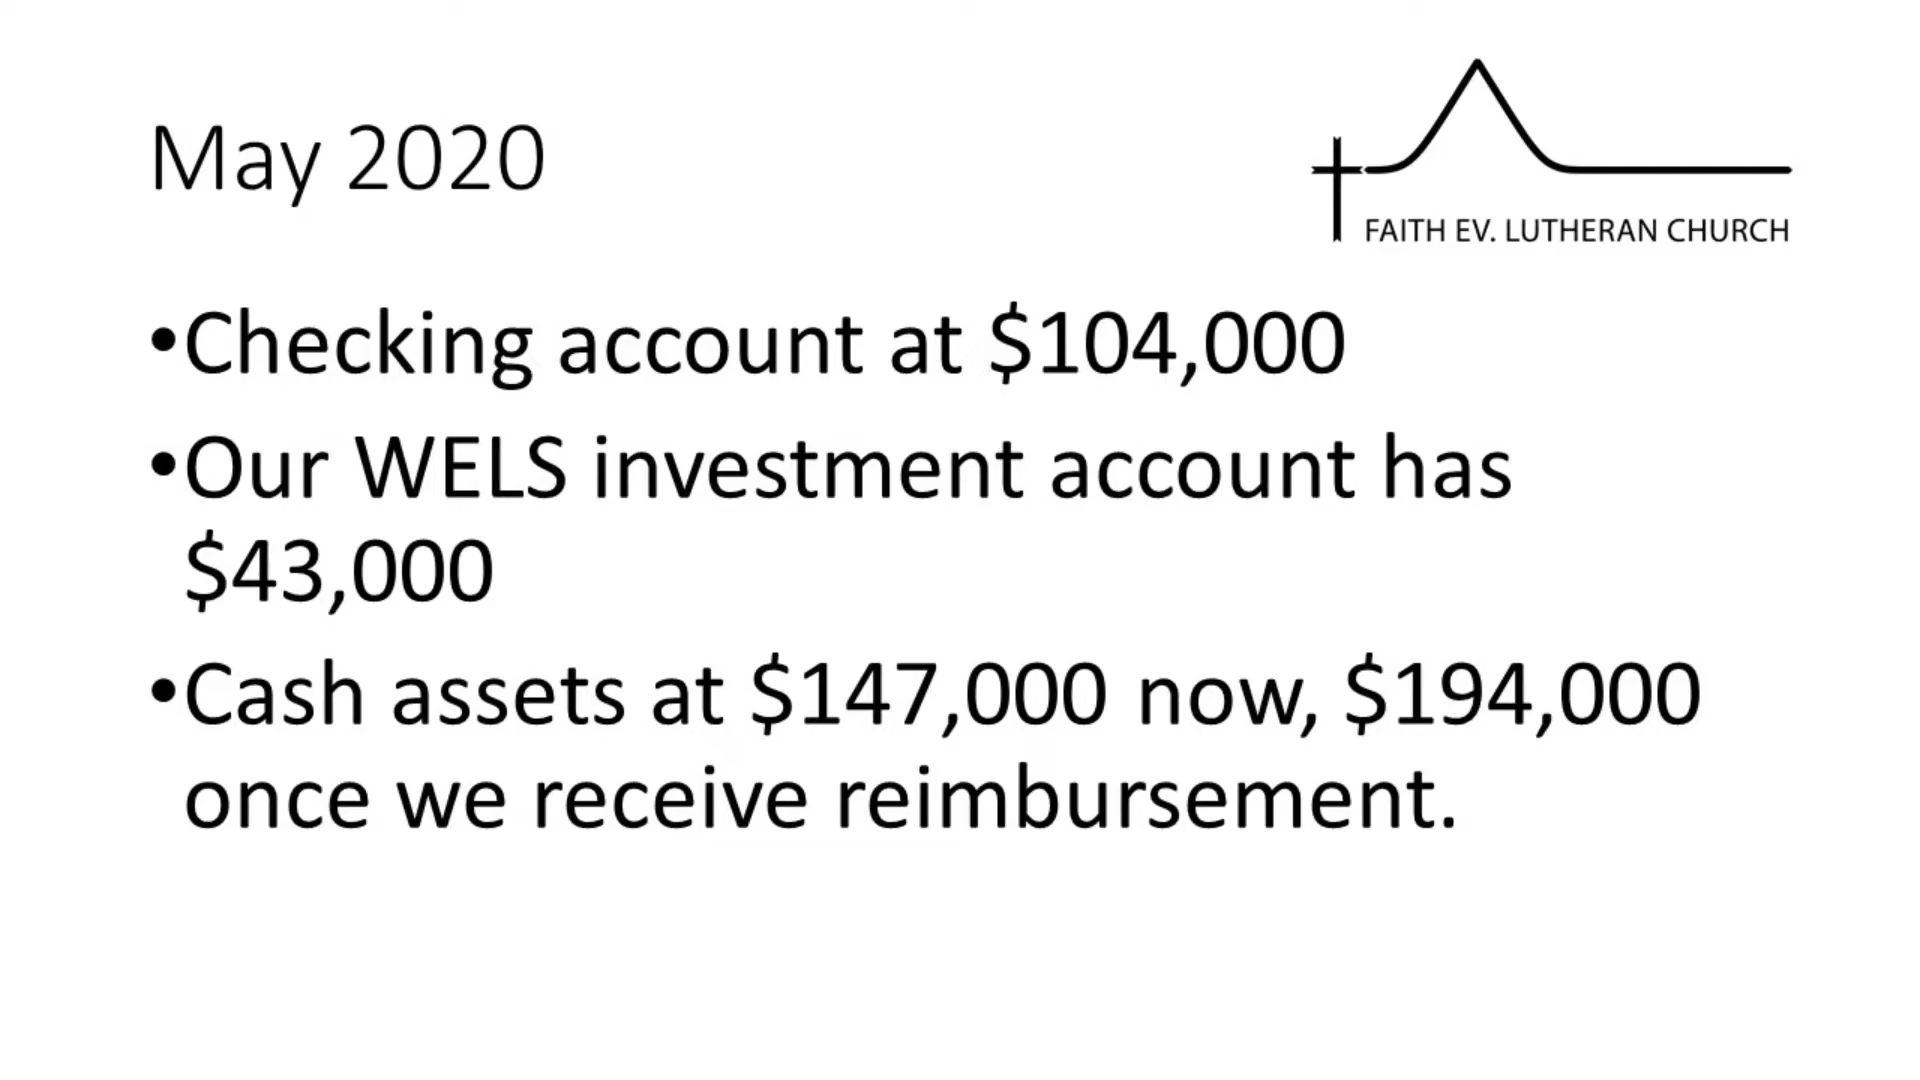 May 2020
FAITH EV. LUTHERAN CHURCH
•Checking account at $104,000
•Our WELS investment account has
$43,000
•Cash assets at $147,000 now, $194,000
once we receive reimbursement.